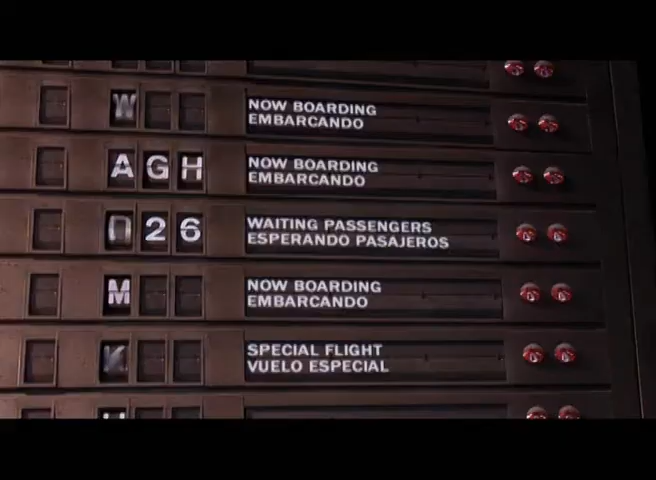 W NOW BOARDING
EMBARCANDO
AGH NOW BOARDING
EMBARCANDO
26 WAITING PASSENGERS
ESPERANDO PASAJEROS
M NOW BOARDING
EMBARCANDO
K SPECIAL FLIGHT
VUELO ESPECIAL